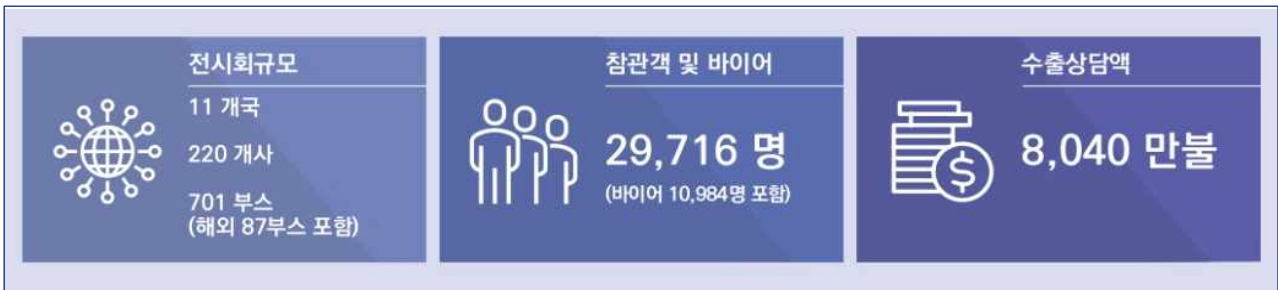 전시회규모
11 개국
220 개사
701 부스
(해외 87부스 포함)
참관객 및 바이어
29,716 명
(바이어 10,984명 포함)
수출상담액
$
8,040 만불